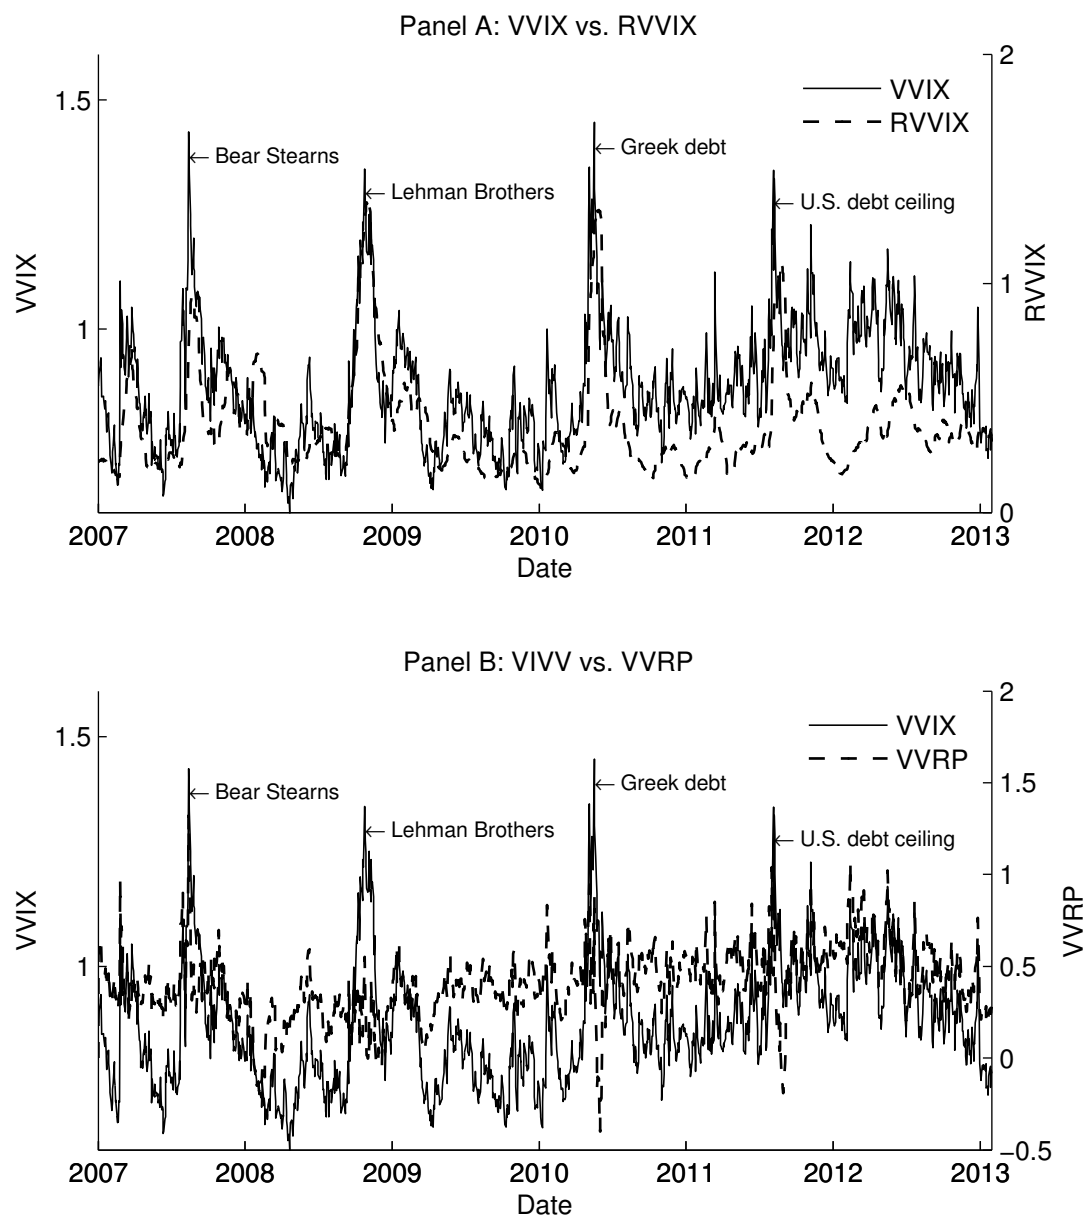 Panel A: VVIX vs. RVVIX
2
1.5
VVIX
RVVIX
Bear Stearns
Greek debt
Lehman Brothers
U.S. debt ceiling
VVIX
1
RVVIX
1
0
2007 2008 2009 2010 2011 2012 2013
Date
Panel B: VIVV vs. VVRP
2
1.5
VVIX
VVRP
Bear Stearns
Greek debt
1.5
Lehman Brothers
U.S. debt ceiling
1
VVIX
1
0.5
VVRP
0
−0.5
2007 2008 2009 2010 2011 2012 2013
Date